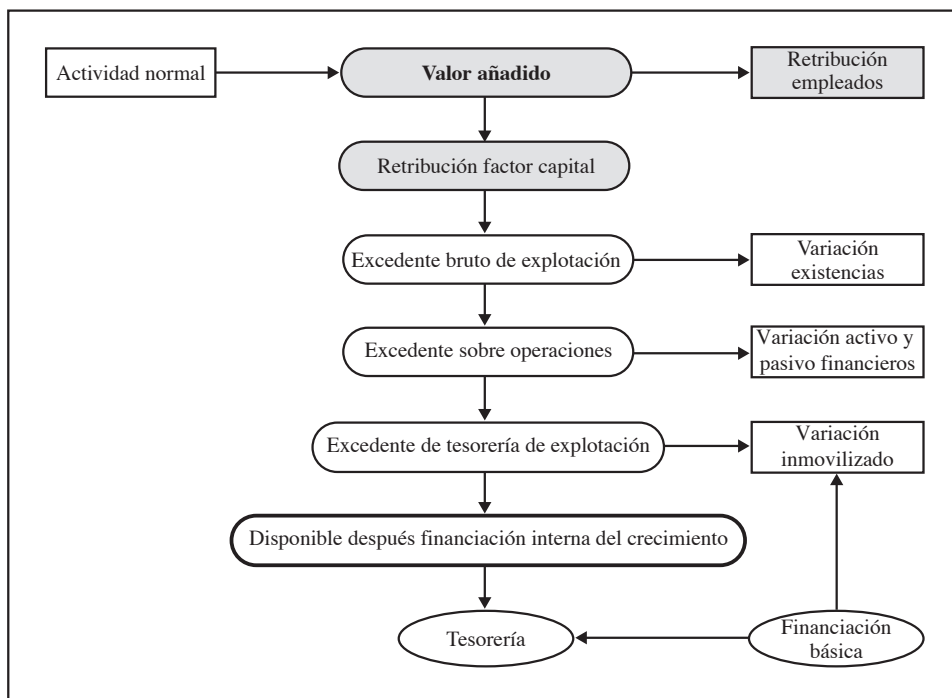 Actividad normal
Valor añadido
Retribución
empleados
Retribución factor capital
Excedente bruto de explotación
Variación
existencias
Excedente sobre operaciones
Variación activo y
pasivo financieros
Excedente de tesorería de explotación
Variación
inmovilizado
Disponible después financiación interna del crecimiento
Tesorería
Financiación
básica